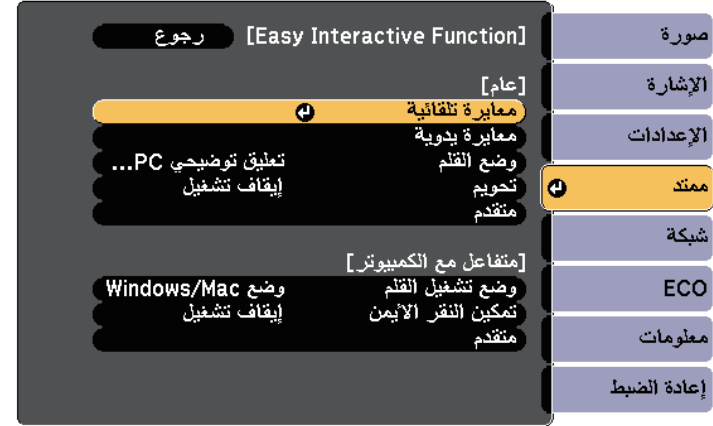 صورة
الإشارة
الإعدادات
ممتد
شبكة
ECO
معلومات
إعادة الضبط
[Easy Interactive Function] رجوع
[عام]
معايرة تلقائية
معايرة يدوية
وضع القلم تعليق توضيحي PC...
تحويم إيقاف تشغيل
متقدم
[متفاعل مع الكمبيوتر]
وضع تشغيل القلم وضع Windows/Mac
تمكين النقر الأيمن إيقاف تشغيل
متقدم